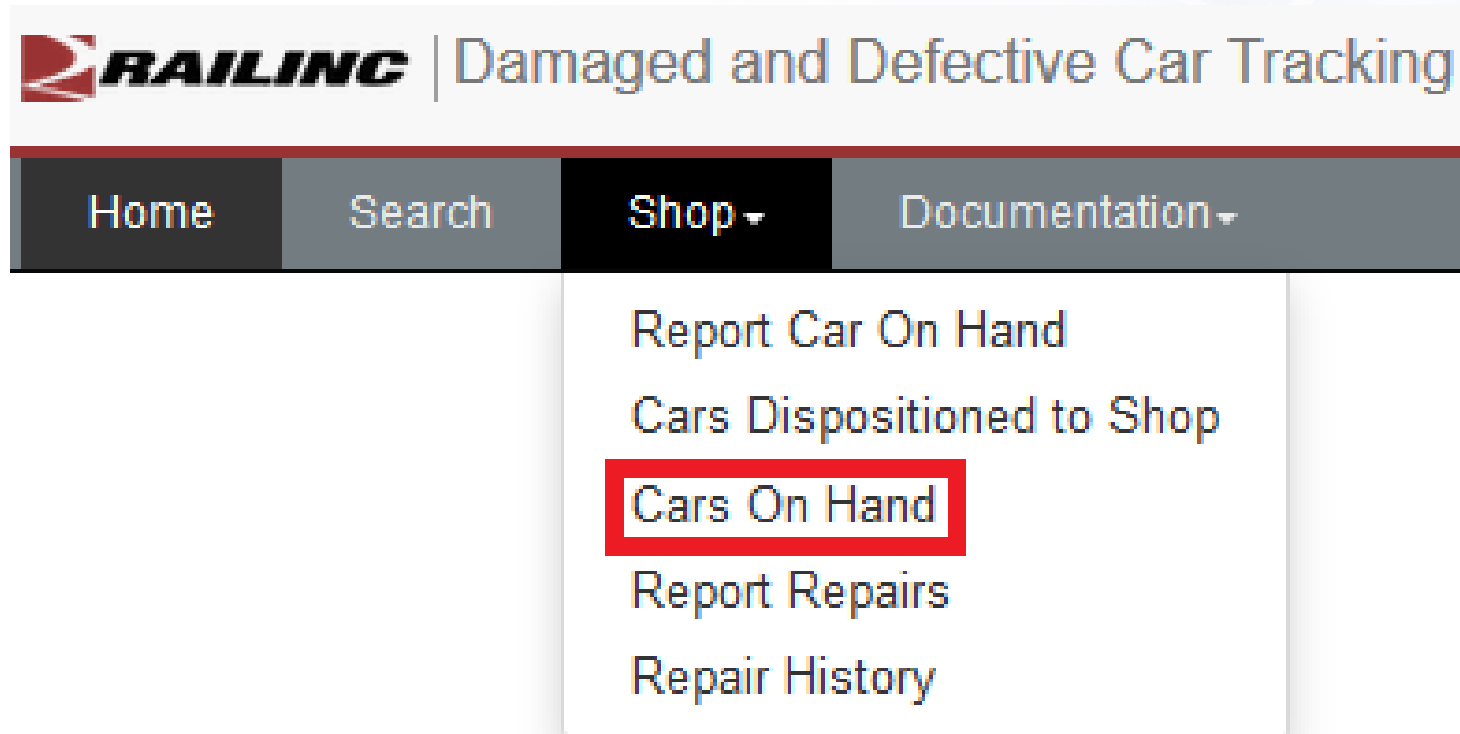 RAILINC Damaged and Defective Car Tracking
Home Search Shop Documentation
Report Car On Hand
Cars Dispositioned to Shop
Cars On Hand
Report Repairs
Repair History